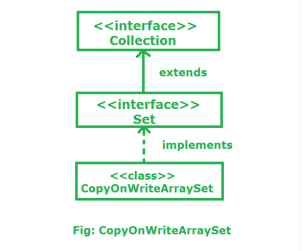 <<interface>>
Collection
extends
<<interface>>
Set
implements
<<class>>
CopyOnWriteArraySet
Fig: CopyOnWriteArraySet